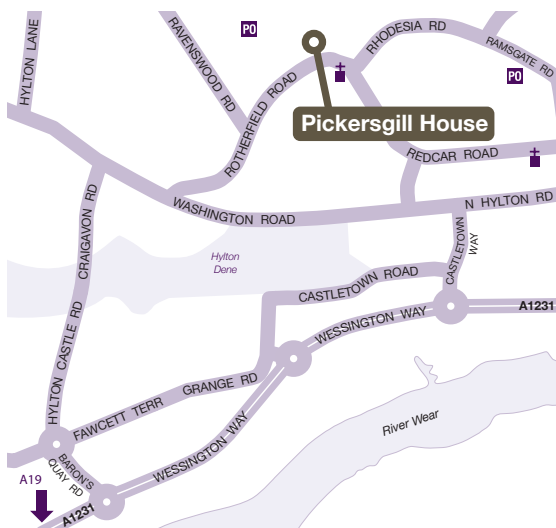 HYLTON LANE
RAVENSWOOD RD
PO
RHODESIA RD
RAMSGATE RD
PO
ROTHERFIELD ROAD
Pickersgill House
REDCAR ROAD
WASHINGTON ROAD
N HYLTON RD
CRAIGAVON RD
Hylton
Dene
CASTLETOWN
WAY
CASTLETOWN ROAD
A1231
WESSINGTON WAY
HYLTON CASTLE RD
GRANGE RD
FAWCETT TERR
River Wear
WESSINGTON WAY
BARON'S
QUAY RD
A19
A1231